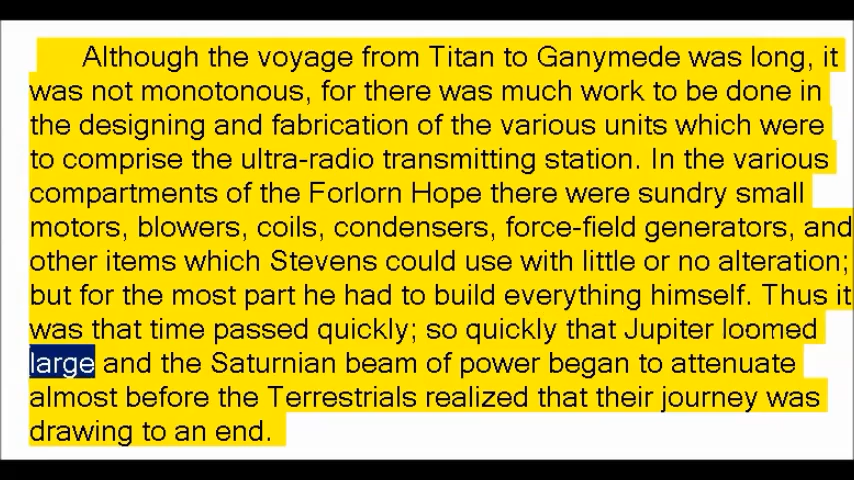 Although the voyage from Titan to Ganymede was long, it
was not monotonous, for there was much work to be done in
the designing and fabrication of the various units which were
to comprise the ultra-radio transmitting station. In the various
compartments of the Forlorn Hope there were sundry small
motors, blowers, coils, condensers, force-field generators, and
other items which Stevens could use with little or no alteration;
but for the most part he had to build everything himself. Thus it
was that time passed quickly; so quickly that Jupiter loomed
large and the Saturnian beam of power began to attenuate
almost before the Terrestrials realized that their journey was
drawing to an end.